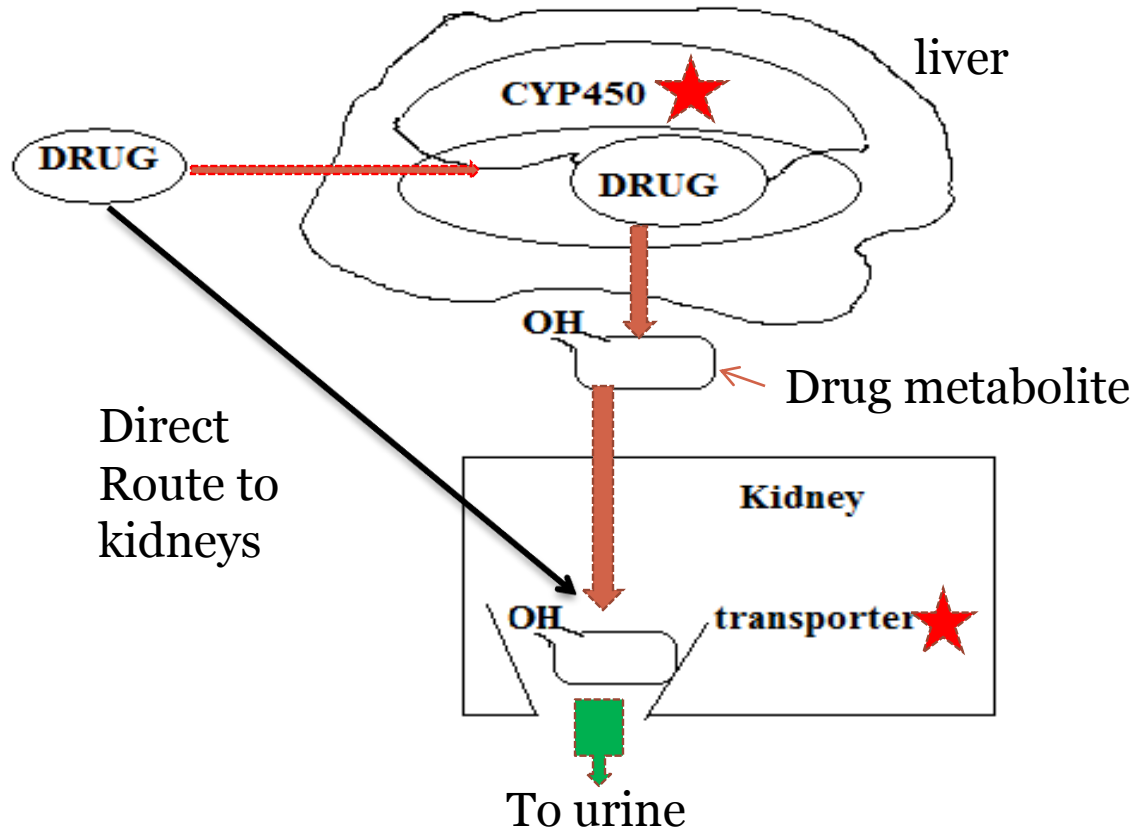 liver
CYP450
DRUG
DRUG
OH
Drug metabolite
Direct
Route to
kidneys
Kidney
OH
transporter
To urine